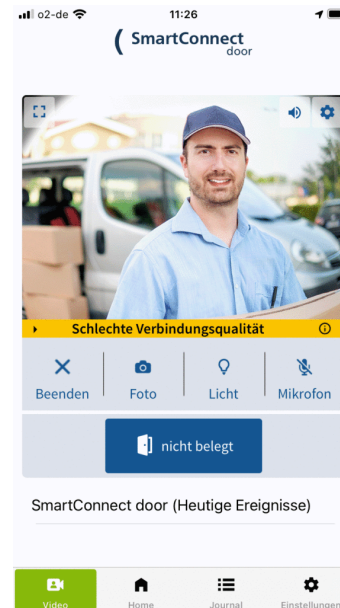 o2-de 11:26
SmartConnect
door
Schlechte Verbindungsqualität
Beenden Foto Licht Mikrofon
nicht belegt
SmartConnect door (Heutige Ereignisse)
Video Home Journal Einstellungen